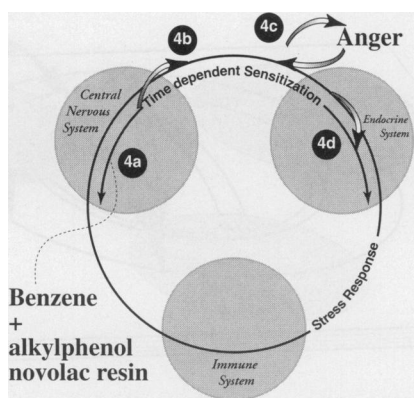 4b
4c
Anger
Central
Nervous
System
Time dependent Sensitization
Endocrine
System
4a
4d
Benzene
+
alkylphenol
novolac resin
Stress Response
Immune
System